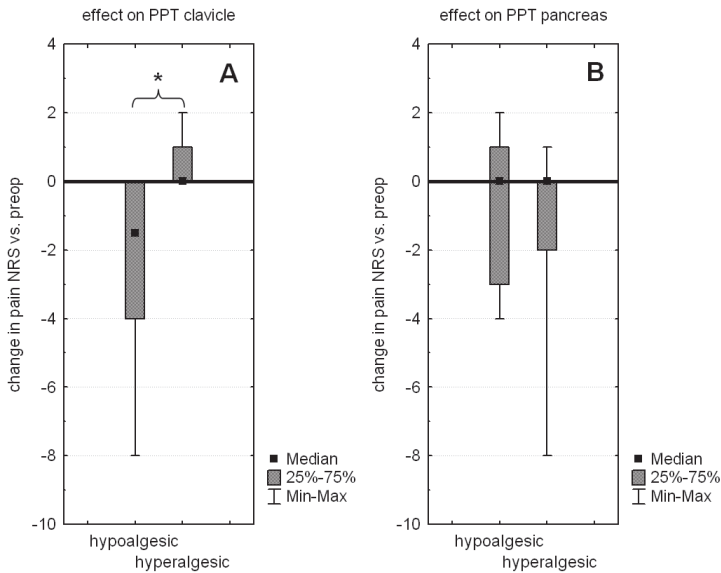 effect on PPT clavicle
A
*
change in pain NRS vs. preop
4
2
0
-2
-4
-6
-8
-10
hypoalgesic
hyperalgesic
Median
25%-75%
Min-Max
effect on PPT pancreas
B
change in pain NRS vs. preop
4
2
0
-2
-4
-6
-8
-10
hypoalgesic
hyperalgesic
Median
25%-75%
Min-Max